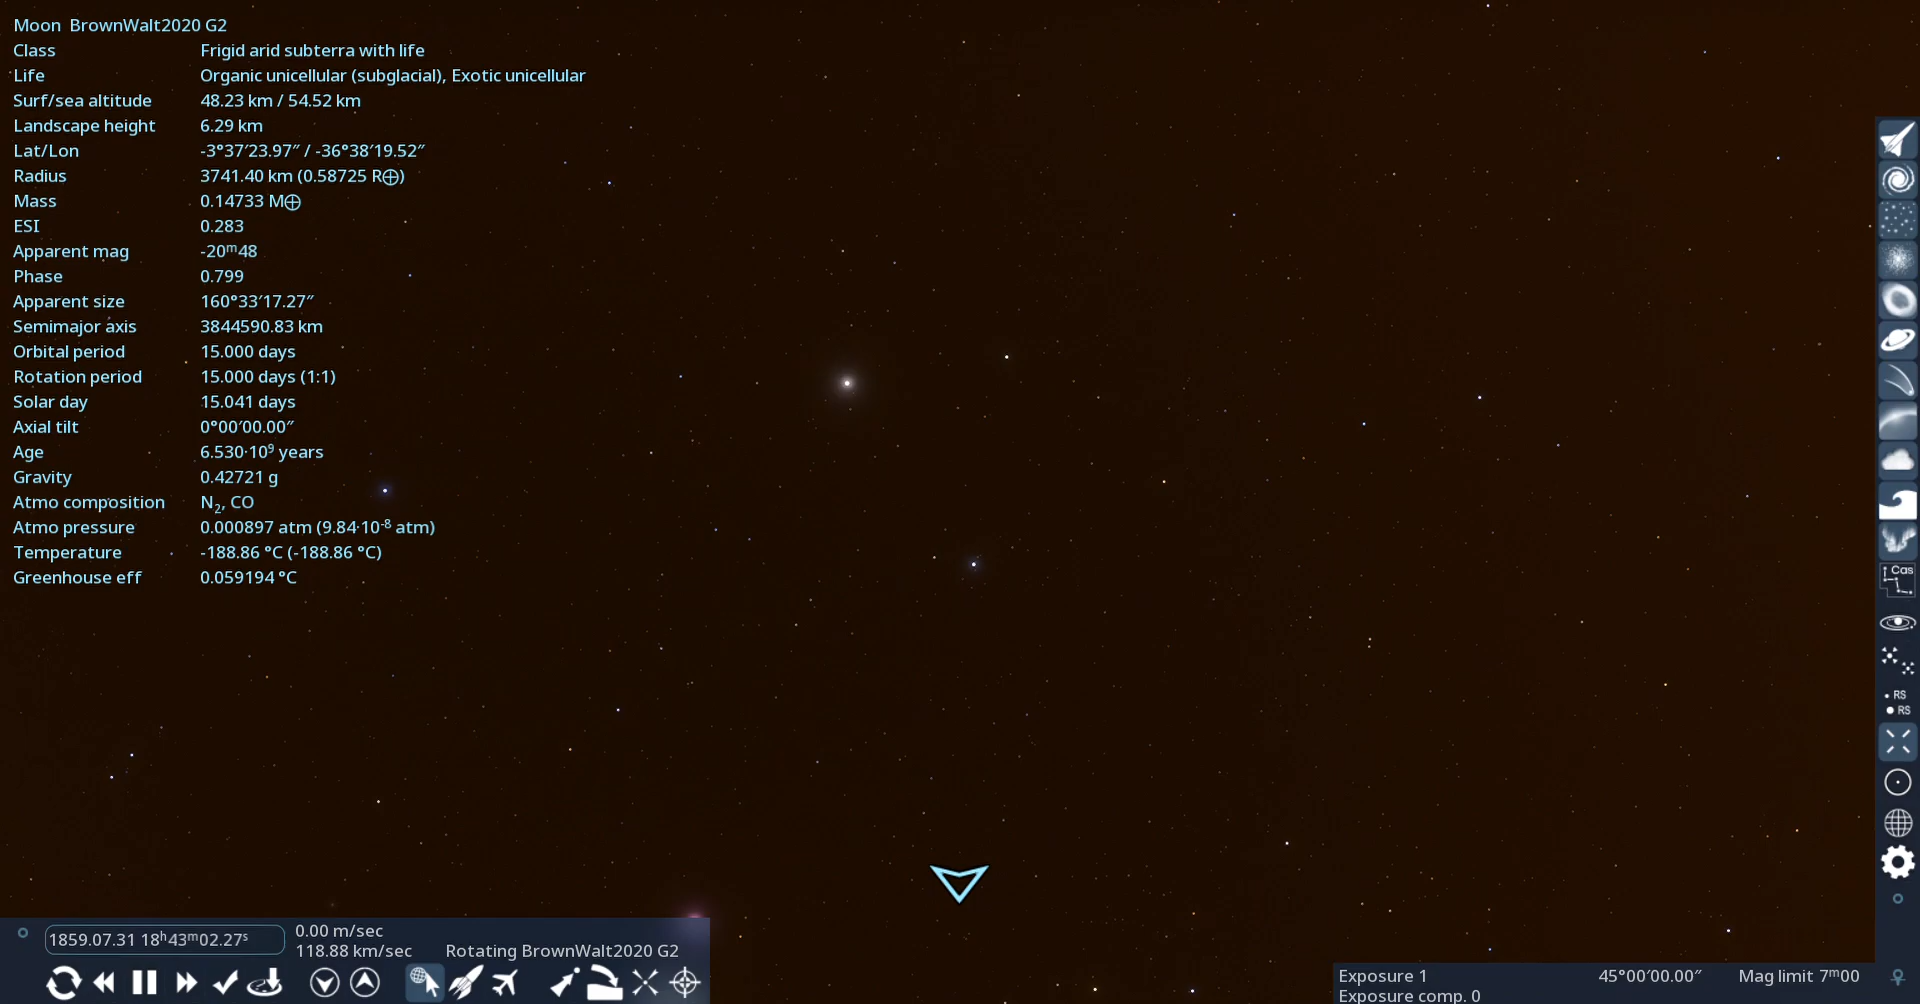 Moon BrownWalt2020 G2
Class Frigid arid subterra with life
Life Organic unicellular (subglacial), Exotic unicellular
Surf/sea altitude 48.23 km / 54.52 km
Landscape height 6.29 km
Lat/Lon -3°37′23.97″ / -36°38′19.52″
Radius 3741.40 km (0.58725 R⊕)
Mass 0.14733 M⊕
ESI 0.283
Apparent mag -20ᵐ48
Phase 0.799
Apparent size 160°33′17.27″
Semimajor axis 3844590.83 km
Orbital period 15.000 days
Rotation period 15.000 days (1:1)
Solar day 15.041 days
Axial tilt 0°00′00.00″
Age 6.530·10⁹ years
Gravity 0.42721 g
Atmo composition N₂, CO
Atmo pressure 0.000897 atm (9.84·10⁻⁸ atm)
Temperature -188.86 °C (-188.86 °C)
Greenhouse eff 0.059194 °C
Cas
RS
RS
1859.07.31 18ʰ43ᵐ02.27ˢ
0.00 m/sec
118.88 km/sec Rotating BrownWalt2020 G2
Exposure 1 45°00′00.00″ Mag limit 7ᵐ00
Exposure comp. 0